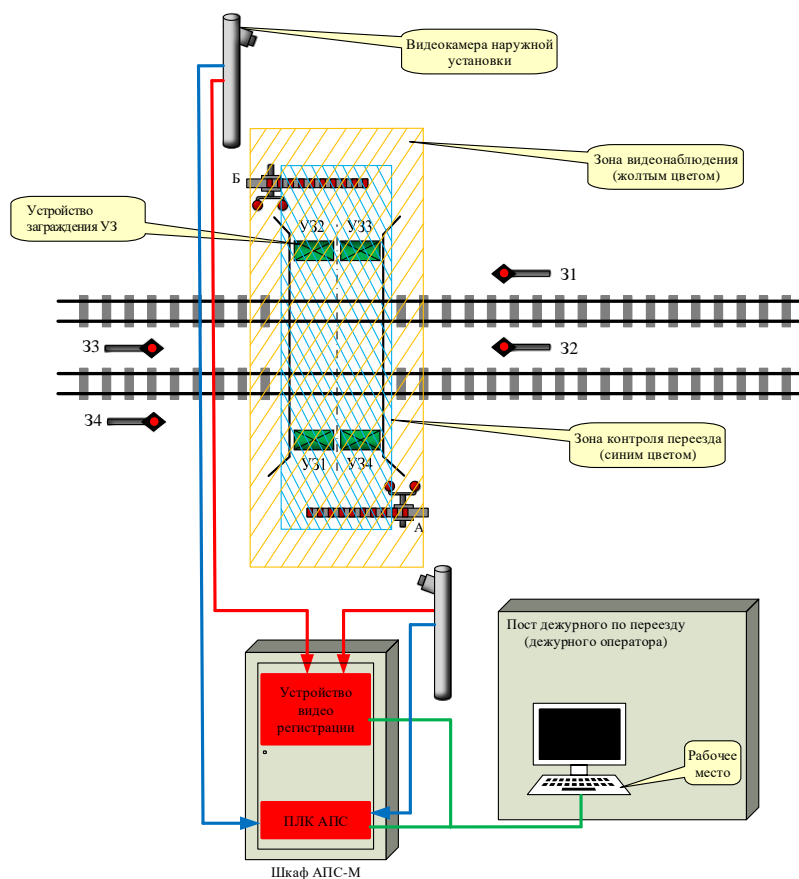 Видеокамера наружной
установки
Зона видеонаблюдения
(жолтым цветом)
Б
Устройство
заграждения УЗ
УЗ2
УЗ3
З1
З3
З2
З4
Зона контроля переезда
(синим цветом)
УЗ1
УЗ4
А
Пост дежурного по переезду
(дежурного оператора)
Устройство
видео
регистрации
Рабочее
место
ПЛК АПС
Шкаф АПС-М